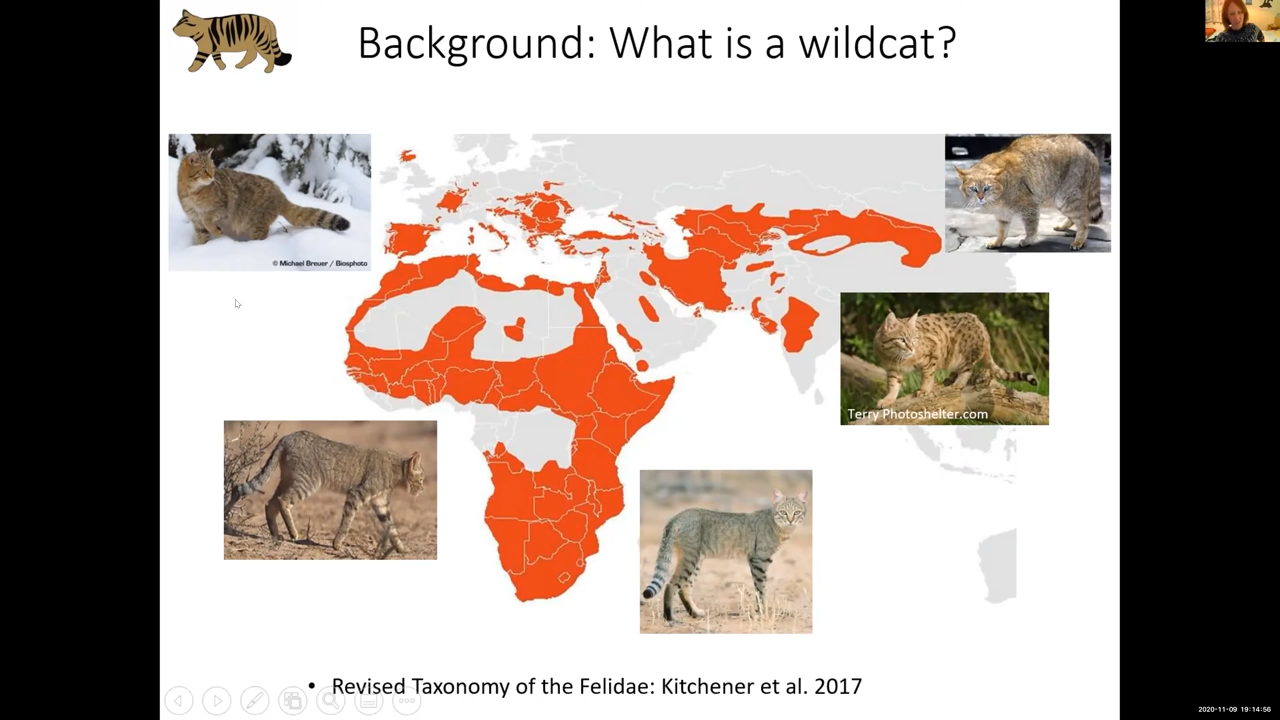 Background: What is a wildcat?
© Michael Breuer / Biosphoto
Terry Photoshelter.com
• Revised Taxonomy of the Felidae: Kitchener et al. 2017
2020-11-09 19:14:56